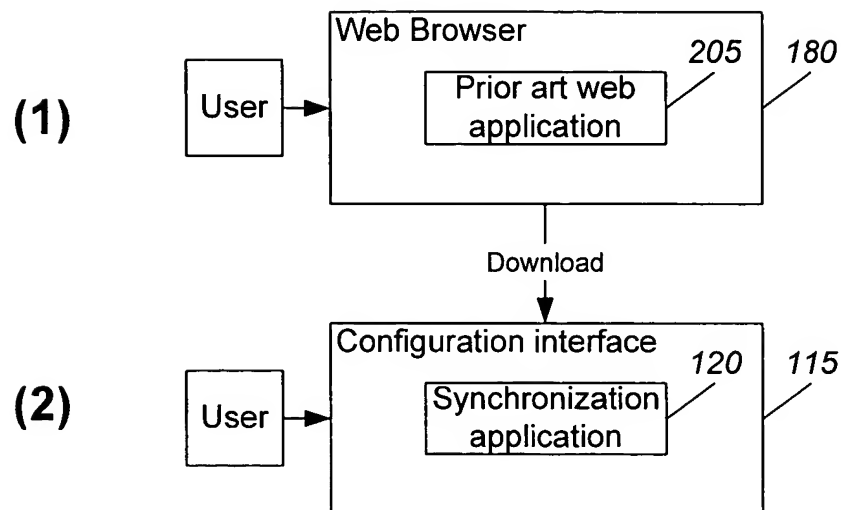 Web Browser
205
180
(1)
User
Prior art web
application
Download
Configuration interface
120
115
(2)
User
Synchronization
application